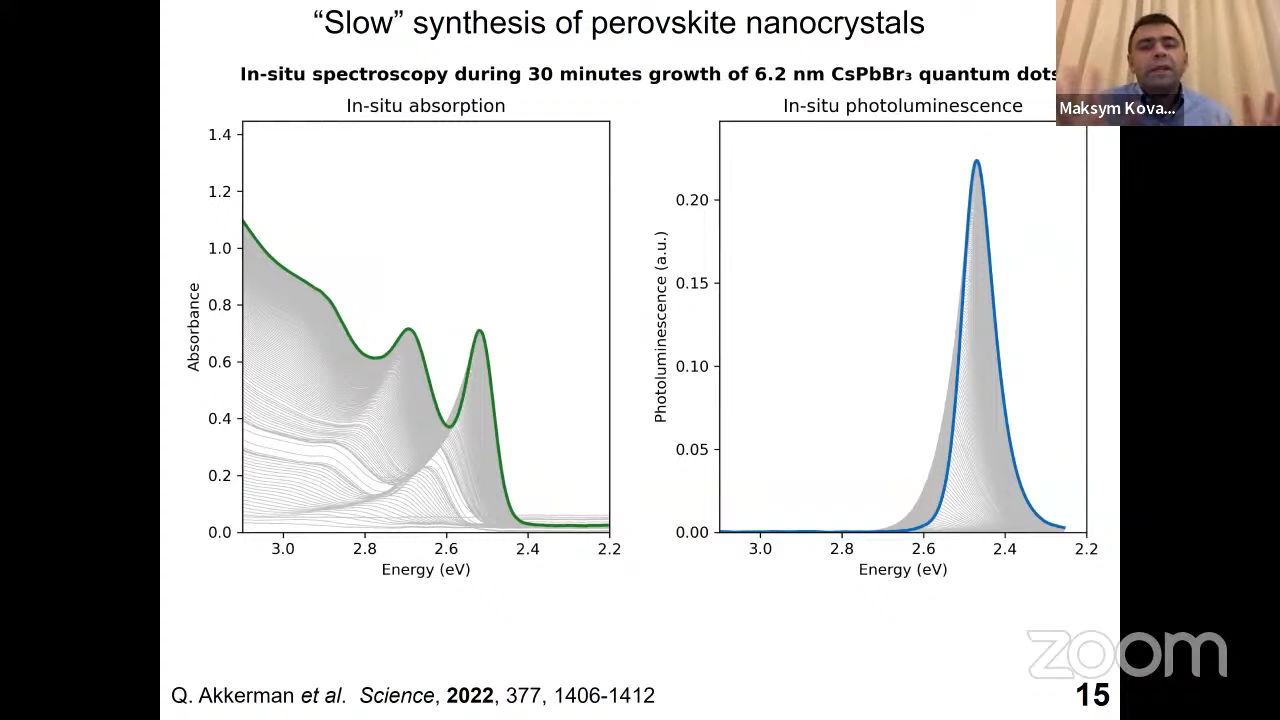 “Slow” synthesis of perovskite nanocrystals
In-situ spectroscopy during 30 minutes growth of 6.2 nm CsPbBr₃ quantum dots
Maksym Kova...
In-situ absorption
1.4
1.2
1.0
0.8
0.6
0.4
0.2
0.0
Absorbance
3.0 2.8 2.6 2.4 2.2
Energy (eV)
In-situ photoluminescence
0.20
0.15
0.10
0.05
0.00
Photoluminescence (a.u.)
3.0 2.8 2.6 2.4 2.2
Energy (eV)
zoom
Q. Akkerman et al. Science, 2022, 377, 1406-1412
15